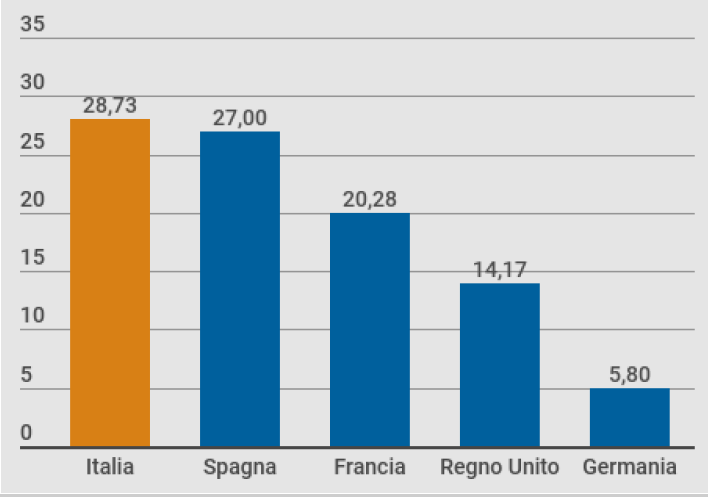 35
30
28,73
27,00
25
20
20,28
15
14,17
10
5
5,80
0
Italia
Spagna
Francia
Regno Unito
Germania